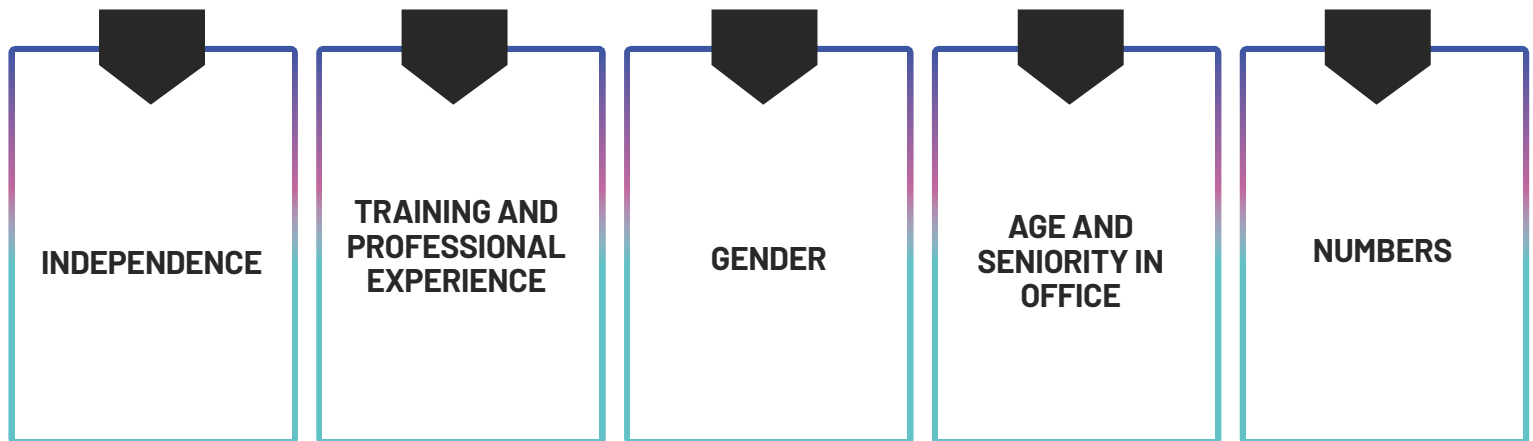 INDEPENDENCE
TRAINING AND
PROFESSIONAL
EXPERIENCE
GENDER
AGE AND
SENIORITY IN
OFFICE
NUMBERS